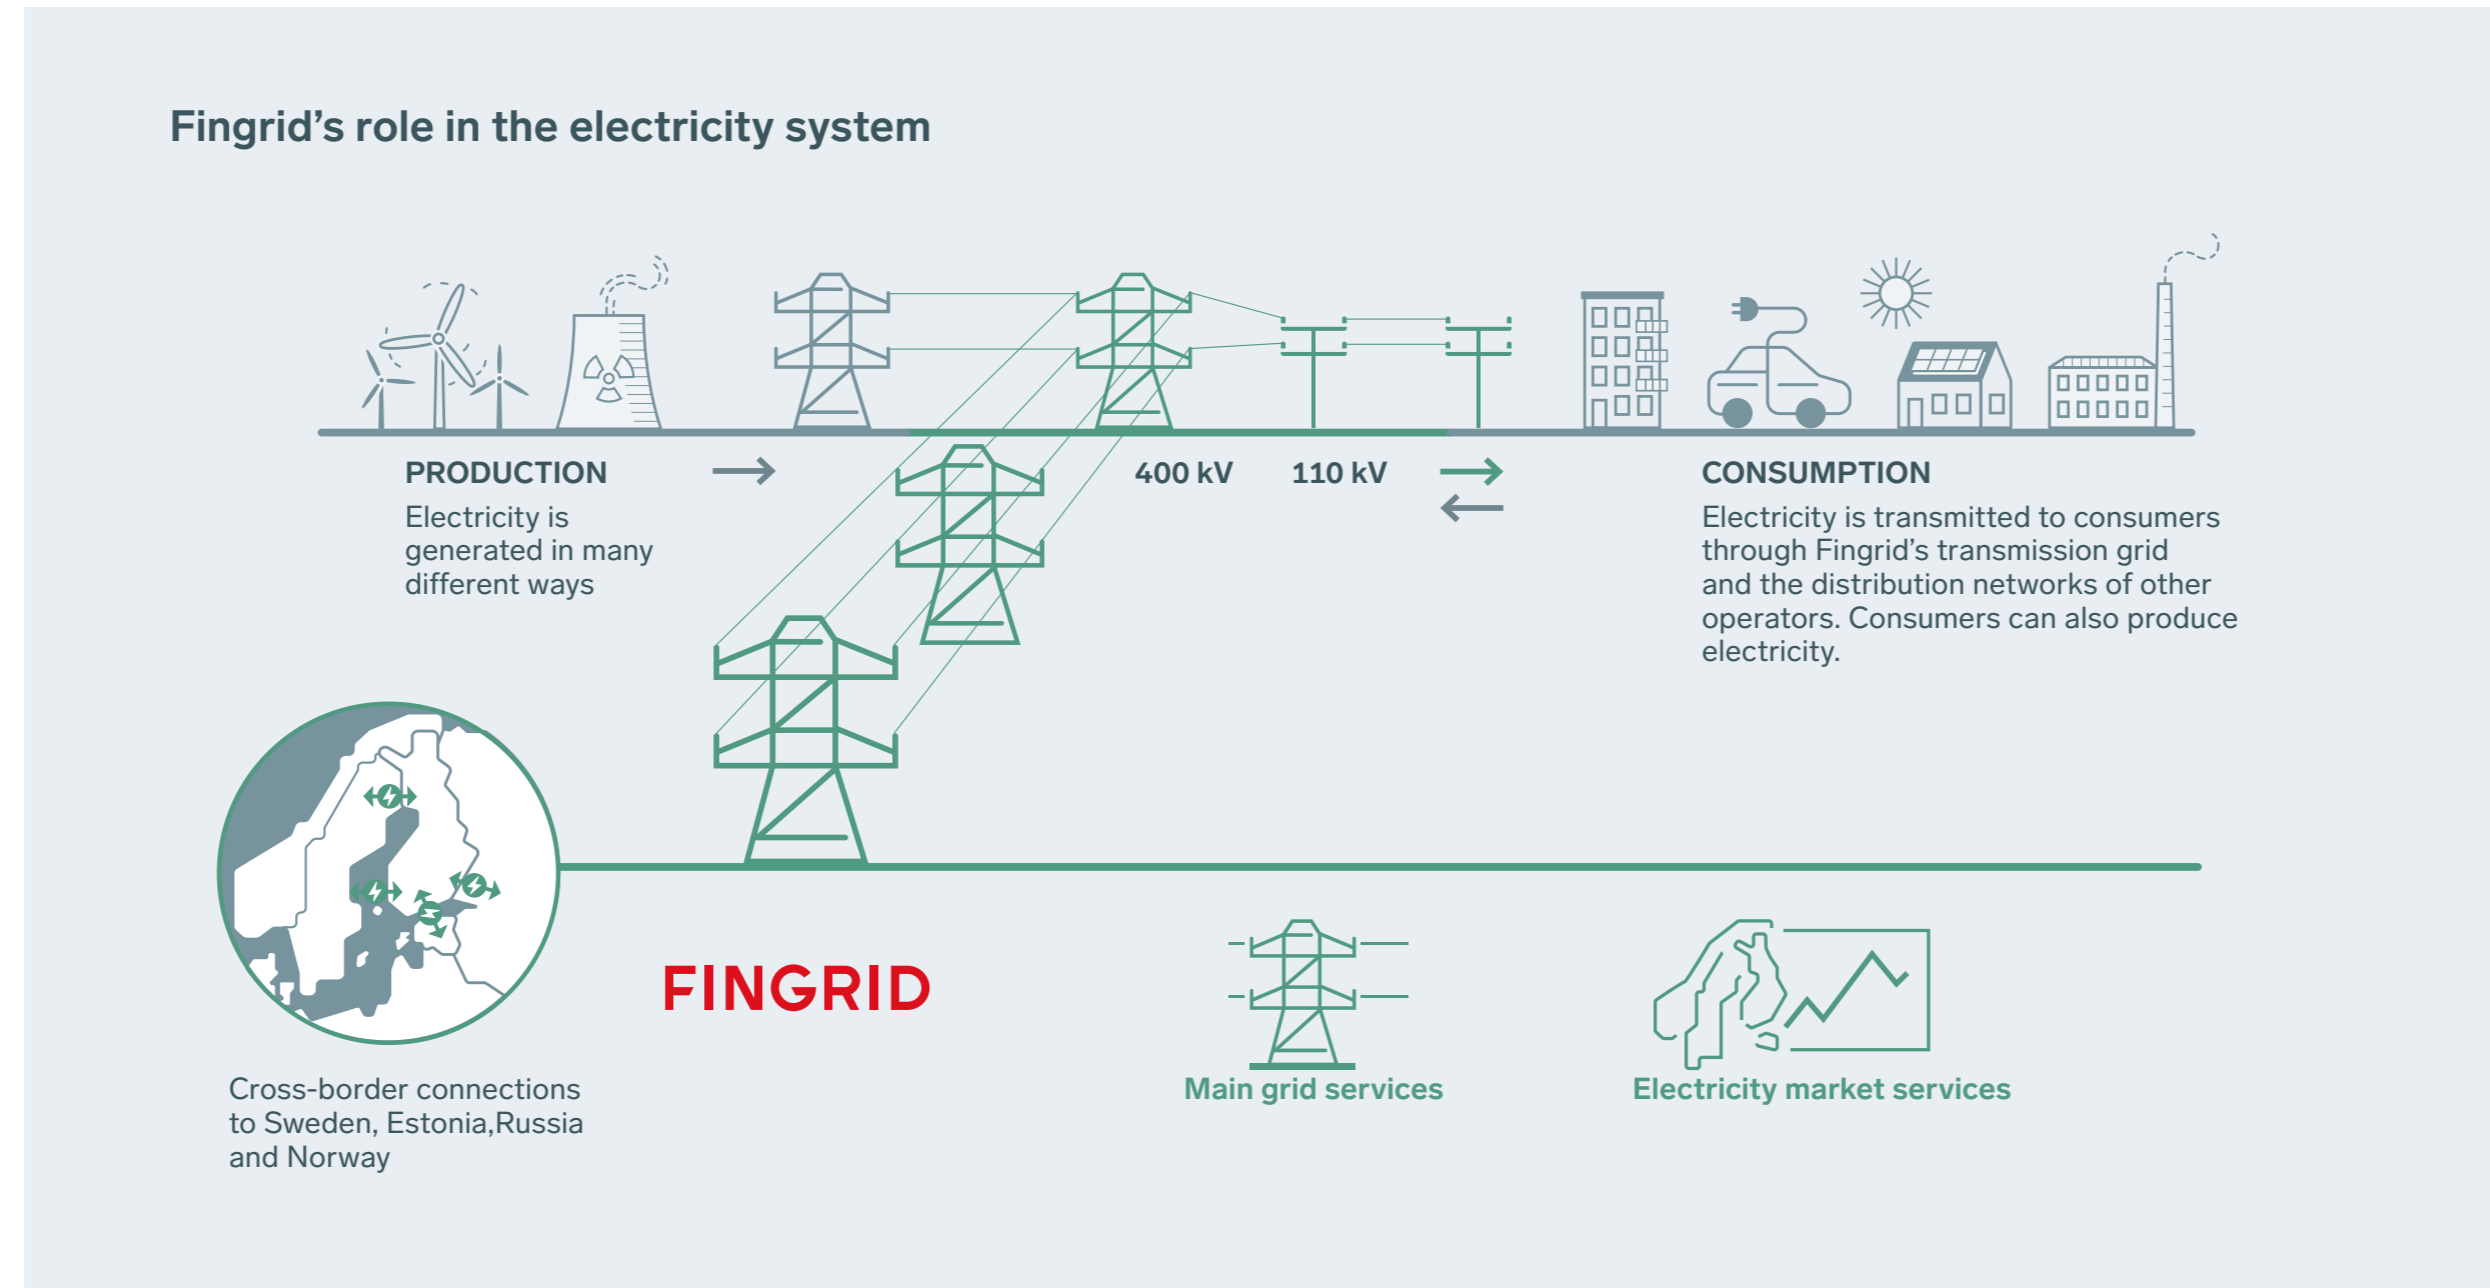 Fingrid’s role in the electricity system
PRODUCTION
Electricity is
generated in many
different ways
400 kV
110 kV
CONSUMPTION
Electricity is transmitted to consumers
through Fingrid’s transmission grid
and the distribution networks of other
operators. Consumers can also produce
electricity.
Cross-border connections
to Sweden, Estonia,Russia
and Norway
FINGRID
Main grid services
Electricity market services